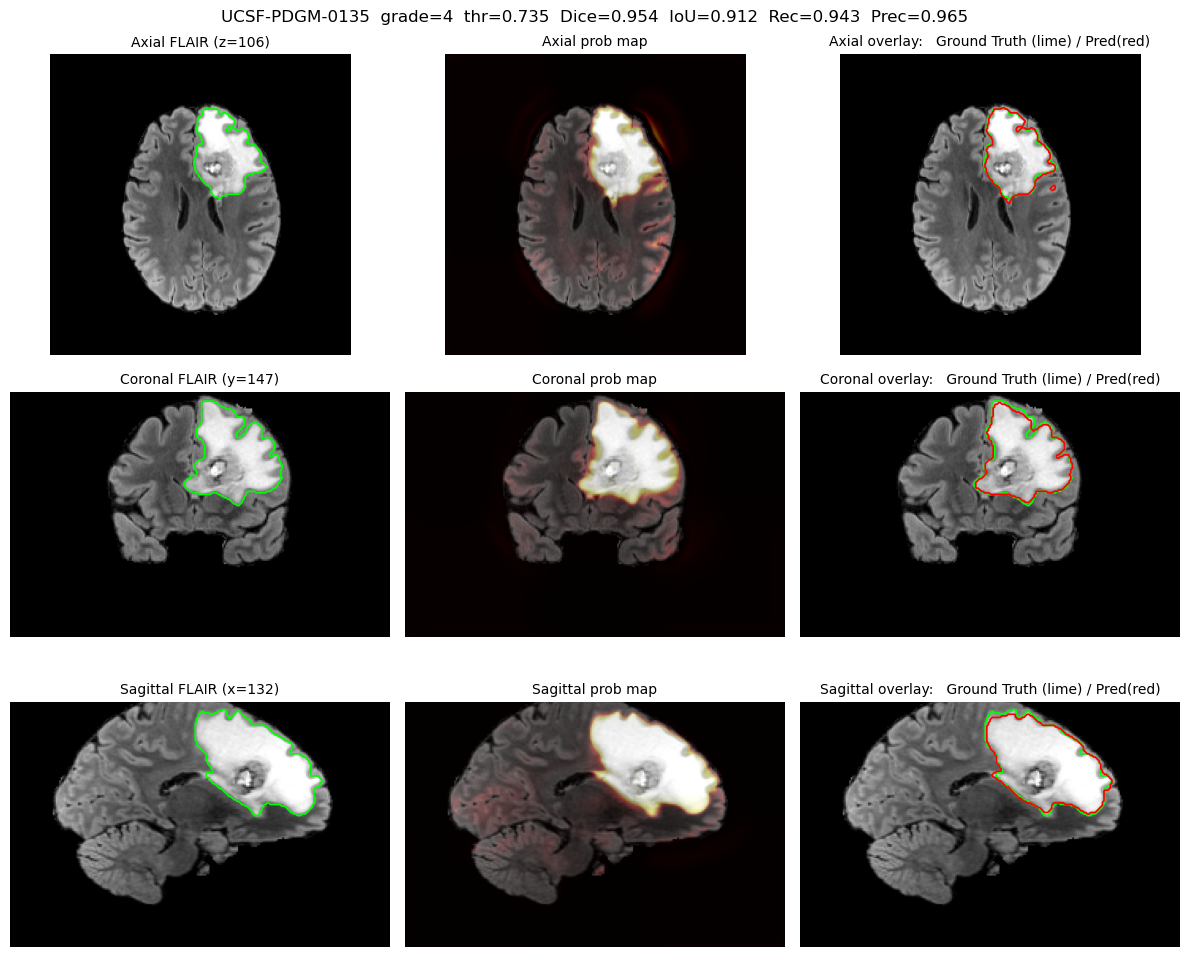 UCSF-PDGM-0135 grade=4 thr=0.735 Dice=0.954 IoU=0.912 Rec=0.943 Prec=0.965
Axial FLAIR (z=106)
Axial prob map
Axial overlay: Ground Truth (lime) / Pred(red)
Coronal FLAIR (y=147)
Coronal prob map
Coronal overlay: Ground Truth (lime) / Pred(red)
Sagittal FLAIR (x=132)
Sagittal prob map
Sagittal overlay: Ground Truth (lime) / Pred(red)